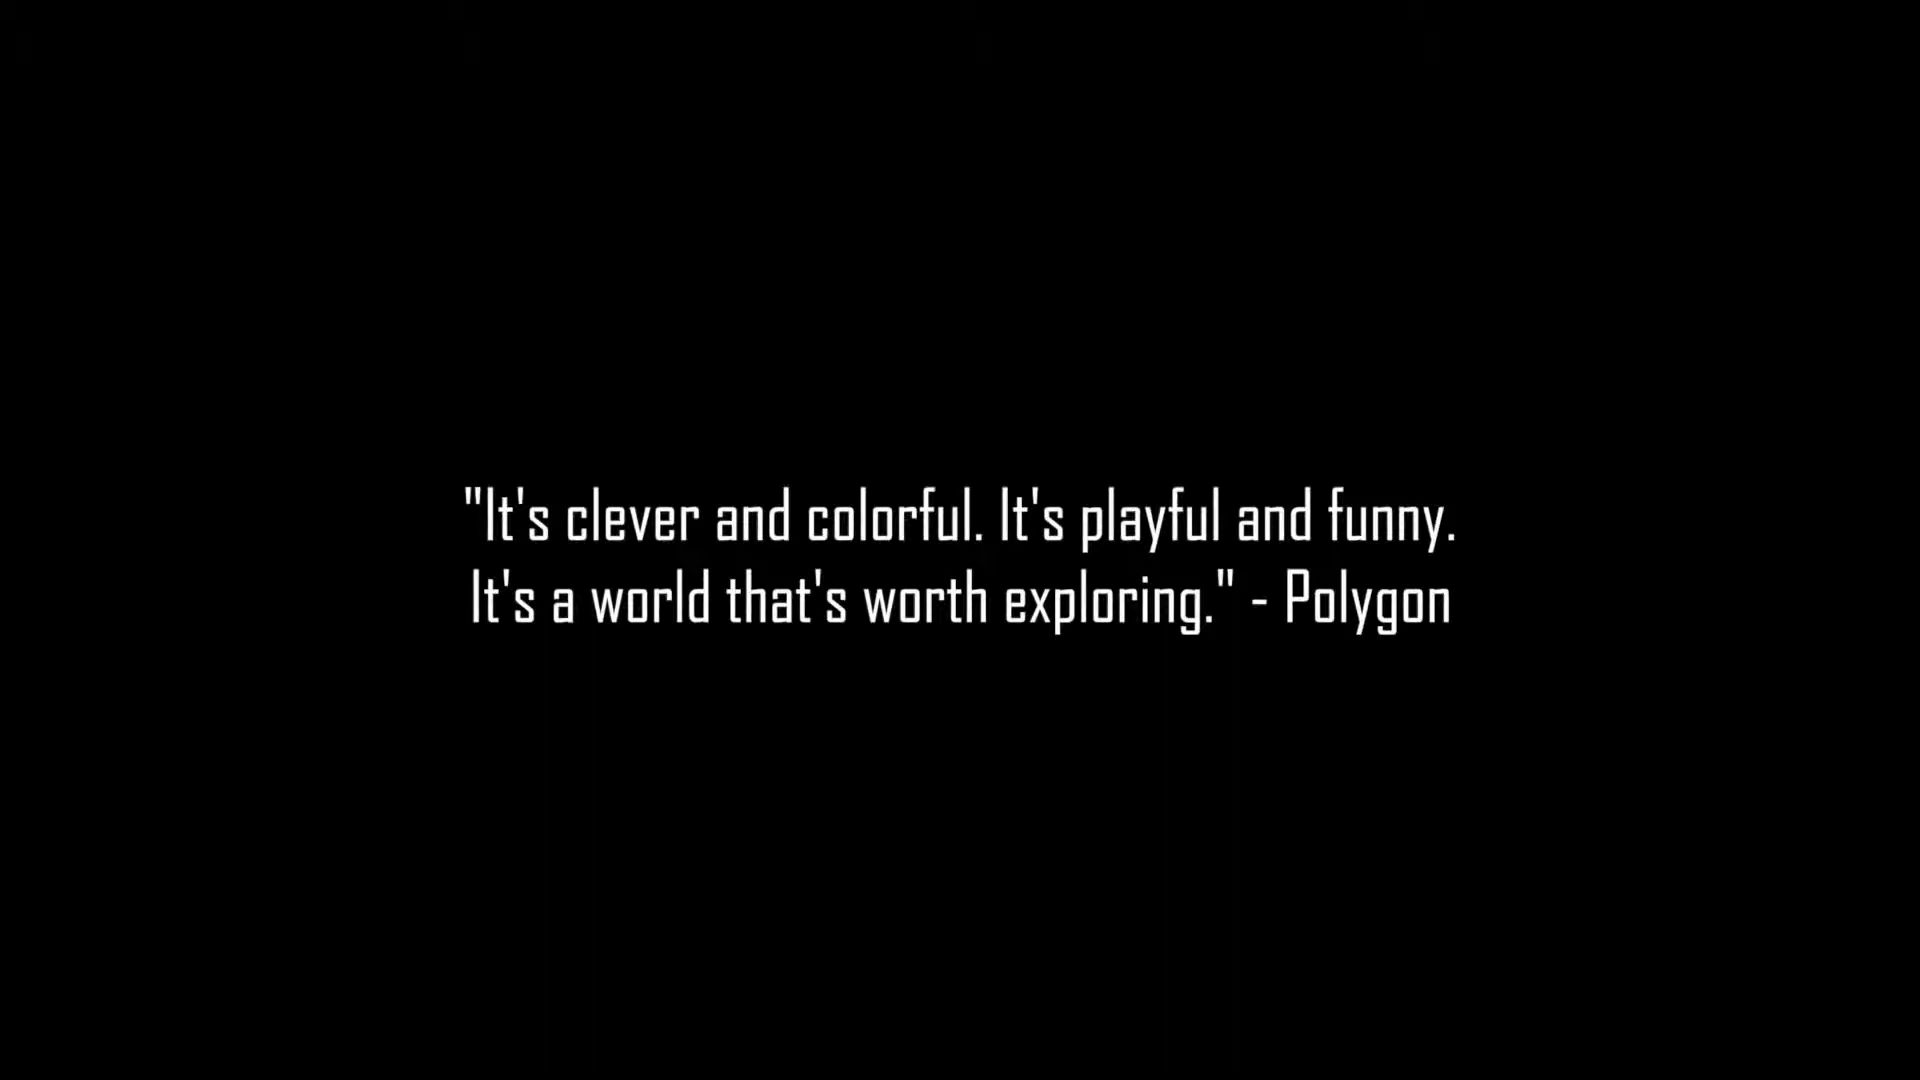 "It's clever and colorful. It's playful and funny.
It's a world that's worth exploring." - Polygon